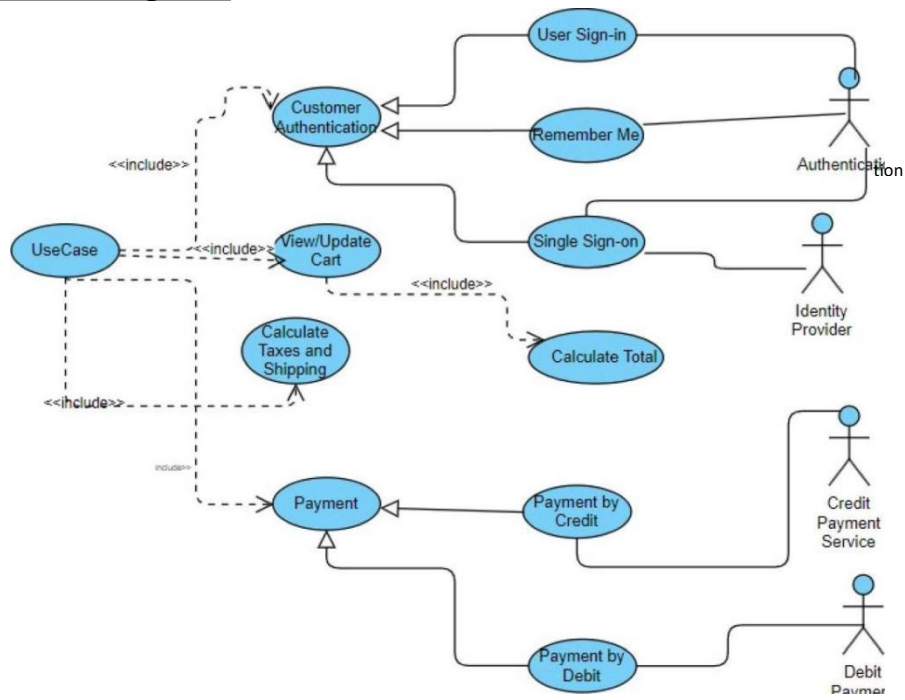 User Sign-in
Customer
Authentication
Remember Me
<<include>>
Authentication
UseCase
<<include>>
View/Update
Cart
Single Sign-on
<<include>>
Identity
Provider
Calculate
Taxes and
Shipping
Calculate Total
<<include>>
include>>
Payment
Payment by
Credit
Credit
Payment
Service
Payment by
Debit
Debit